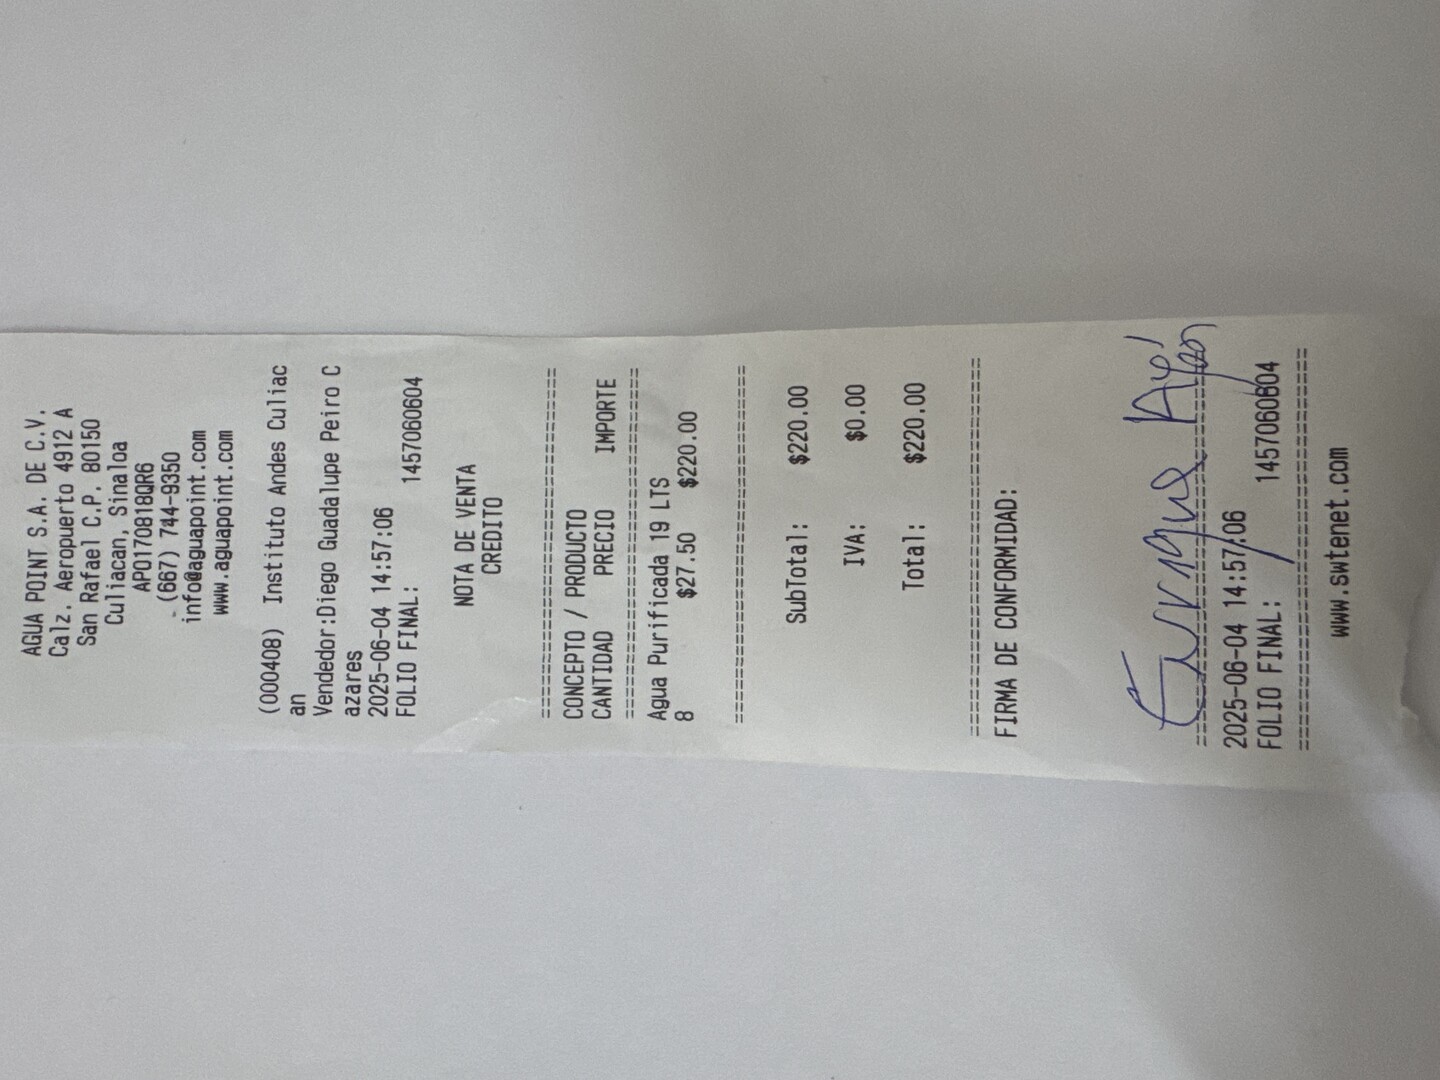 AGUA POINT S.A. DE C.V.
Calz. Aeropuerto 4912 A
San Rafael C.P. 80150
Culiacan, Sinaloa
APO170818QR6
(667) 744-9350
info@aguapoint.com
www.aguapoint.com
(000408) Instituto Andes Culiac
an
Vendedor:Diego Guadalupe Peiro C
azares
2025-06-04 14:57:06
FOLIO FINAL: 1457060604
NOTA DE VENTA
CREDITO
================================
CONCEPTO / PRODUCTO
CANTIDAD PRECIO IMPORTE
================================
Agua Purificada 19 LTS
8 $27.50 $220.00
================================
SubTotal: $220.00
IVA: $0.00
Total: $220.00
================================
FIRMA DE CONFORMIDAD:
Enrique
================================
2025-06-04 14:57:06
FOLIO FINAL: 1457060604
================================
www.swtenet.com